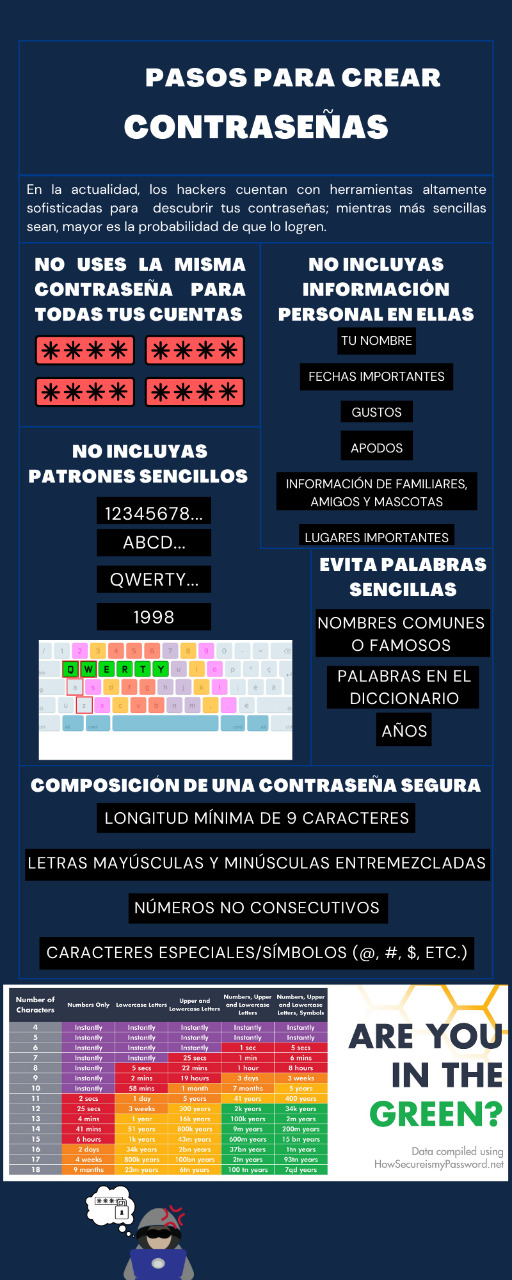 PASOS PARA CREAR
CONTRASEÑAS
En la actualidad, los hackers cuentan con herramientas altamente
sofisticadas para descubrir tus contraseñas; mientras más sencillas
sean, mayor es la probabilidad de que lo logren.
NO USES LA MISMA
CONTRASEÑA PARA
TODAS TUS CUENTAS
**** ****
**** ****
NO INCLUYAS
INFORMACIÓN
PERSONAL EN ELLAS
TU NOMBRE
FECHAS IMPORTANTES
GUSTOS
APODOS
INFORMACIÓN DE FAMILIARES,
AMIGOS Y MASCOTAS
LUGARES IMPORTANTES
NO INCLUYAS
PATRONES SENCILLOS
12345678...
ABCD...
QWERTY...
1998
Q W E R T Y
EVITA PALABRAS
SENCILLAS
NOMBRES COMUNES
O FAMOSOS
PALABRAS EN EL
DICCIONARIO
AÑOS
COMPOSICIÓN DE UNA CONTRASEÑA SEGURA
LONGITUD MÍNIMA DE 9 CARACTERES
LETRAS MAYÚSCULAS Y MINÚSCULAS ENTREMEZCLADAS
NÚMEROS NO CONSECUTIVOS
CARACTERES ESPECIALES/SÍMBOLOS (@, #, $, ETC.)
Number of Characters Numbers Only Lowercase Letters Upper and Lowercase Letters Numbers, Upper and Lowercase Letters Numbers, Upper and Lowercase Letters, Symbols
4 Instantly Instantly Instantly Instantly Instantly
5 Instantly Instantly Instantly Instantly Instantly
6 Instantly Instantly Instantly 1 sec 5 secs
7 Instantly Instantly 25 secs 1 min 6 mins
8 Instantly 5 secs 22 mins 1 hour 8 hours
9 Instantly 2 mins 19 hours 3 days 3 weeks
10 Instantly 58 mins 1 month 7 months 5 years
11 2 secs 1 day 5 years 41 years 400 years
12 25 secs 3 weeks 300 years 2k years 34k years
13 4 mins 1 year 16k years 100k years 2m years
14 41 mins 51 years 800k years 9m years 200m years
15 6 hours 1k years 43m years 600m years 15 bn years
16 2 days 34k years 2bn years 37bn years 1tn years
17 4 weeks 800k years 100bn years 2tn years 93tn years
18 9 months 23m years 6tn years 100 tn years 7qd years
ARE YOU
IN THE
GREEN?
Data compiled using
HowSecureismyPassword.net